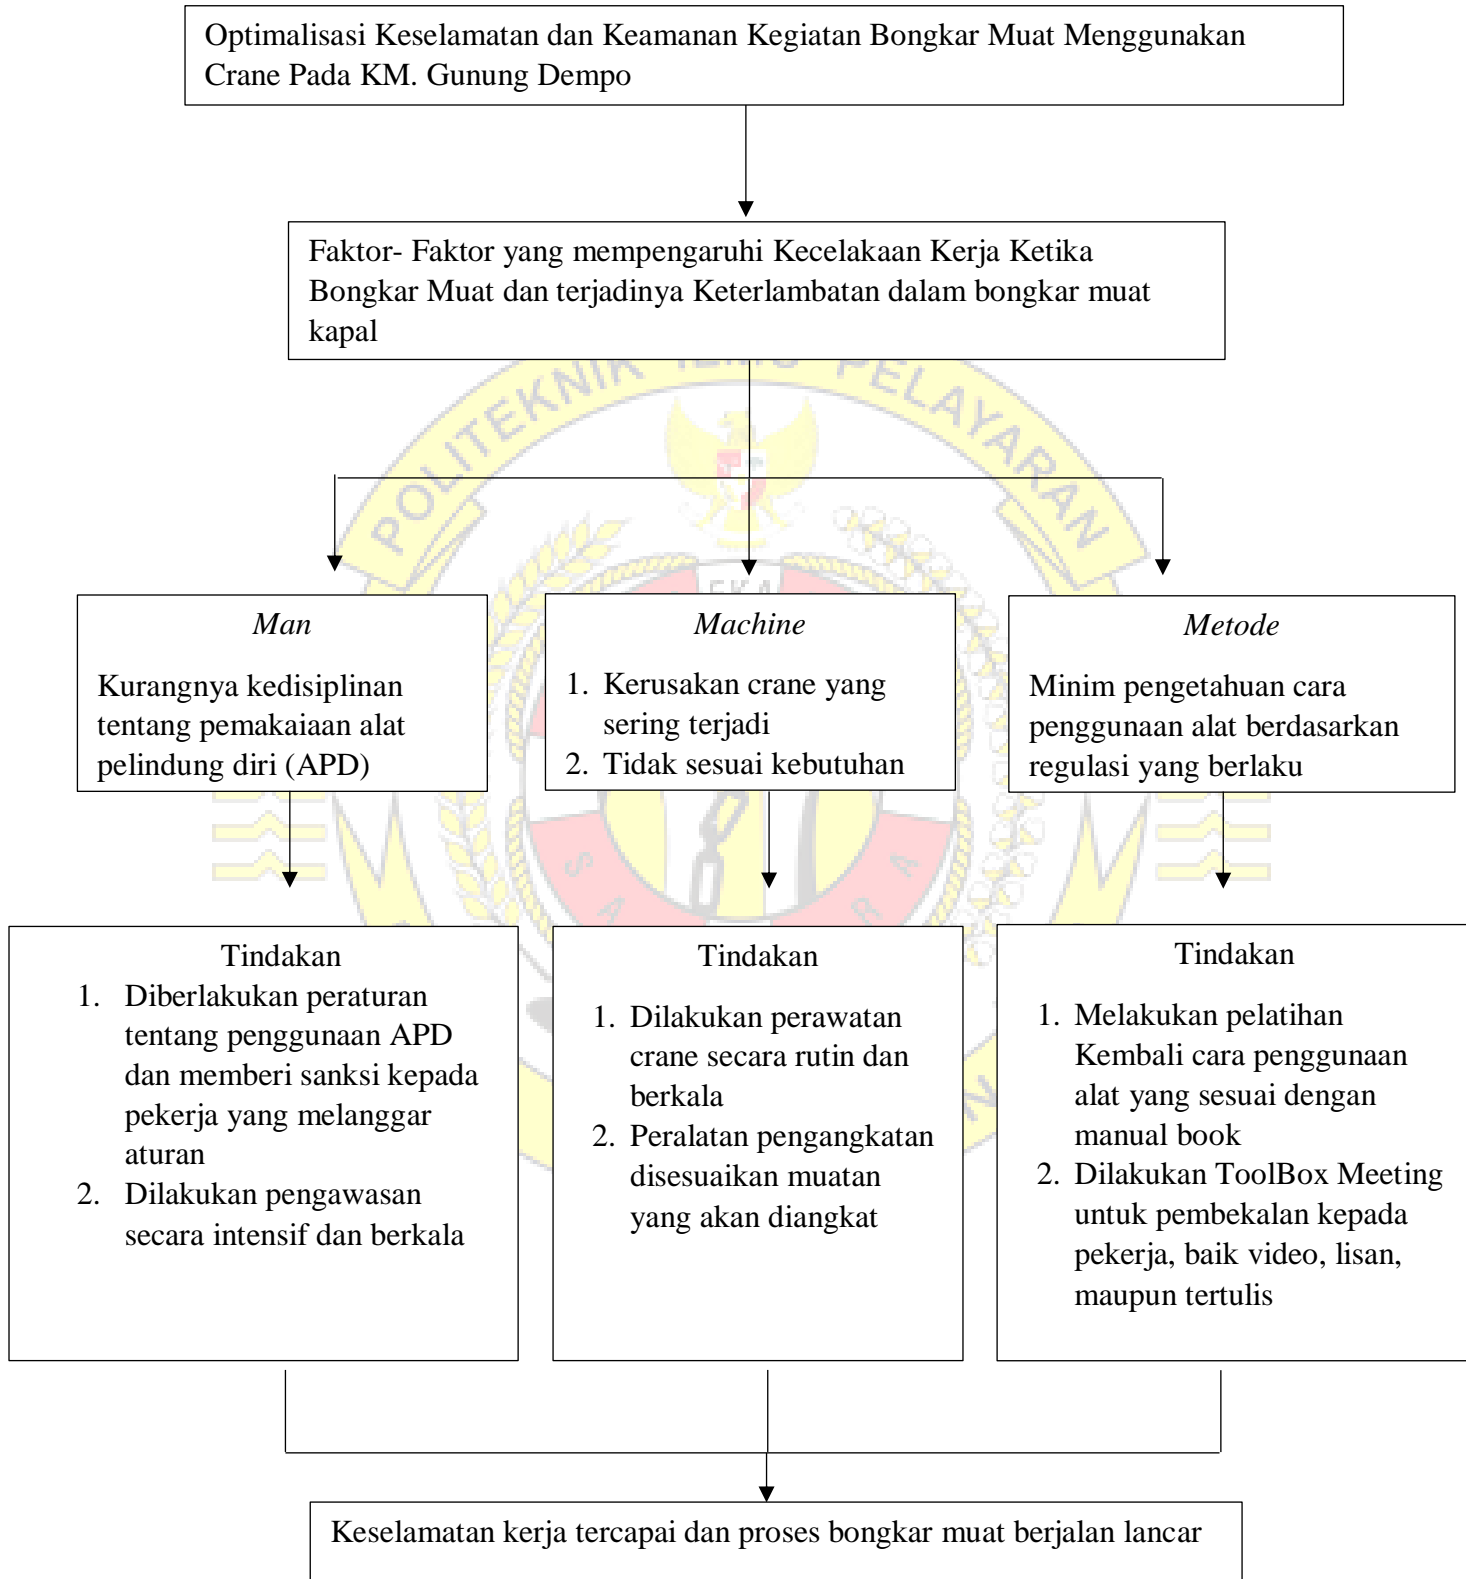 Optimalisasi Keselamatan dan Keamanan Kegiatan Bongkar Muat Menggunakan
Crane Pada KM. Gunung Dempo
Faktor- Faktor yang mempengaruhi Kecelakaan Kerja Ketika
Bongkar Muat dan terjadinya Keterlambatan dalam bongkar muat
kapal
POLITEKNIK ILMU PELAYARAN
Man
Kurangnya kedisiplinan
tentang pemakaiaan alat
pelindung diri (APD)
Machine
1. Kerusakan crane yang
sering terjadi
2. Tidak sesuai kebutuhan
Metode
Minim pengetahuan cara
penggunaan alat berdasarkan
regulasi yang berlaku
Tindakan
1. Diberlakukan peraturan
tentang penggunaan APD
dan memberi sanksi kepada
pekerja yang melanggar
aturan
2. Dilakukan pengawasan
secara intensif dan berkala
Tindakan
1. Dilakukan perawatan
crane secara rutin dan
berkala
2. Peralatan pengangkatan
disesuaikan muatan
yang akan diangkat
Tindakan
1. Melakukan pelatihan
Kembali cara penggunaan
alat yang sesuai dengan
manual book
2. Dilakukan ToolBox Meeting
untuk pembekalan kepada
pekerja, baik video, lisan,
maupun tertulis
Keselamatan kerja tercapai dan proses bongkar muat berjalan lancar